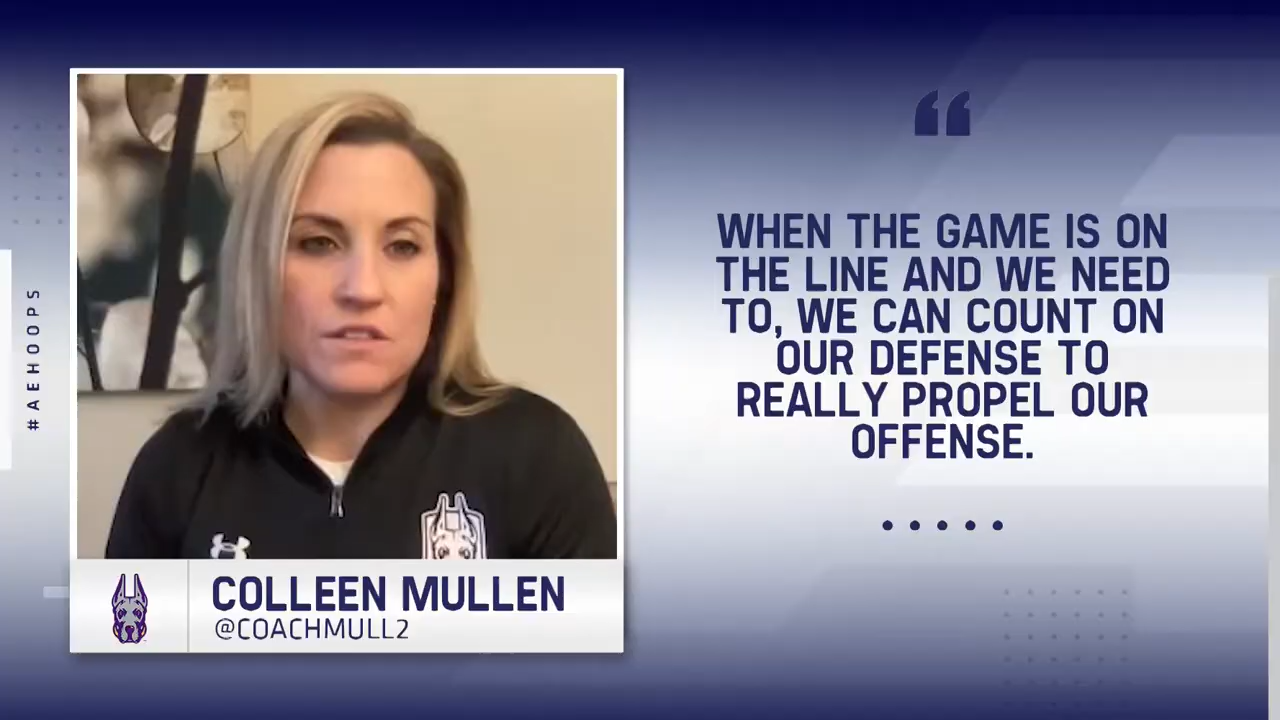 #AEHOOPS
WHEN THE GAME IS ON
THE LINE AND WE NEED
TO, WE CAN COUNT ON
OUR DEFENSE TO
REALLY PROPEL OUR
OFFENSE.
COLLEEN MULLEN
@COACHMULL2